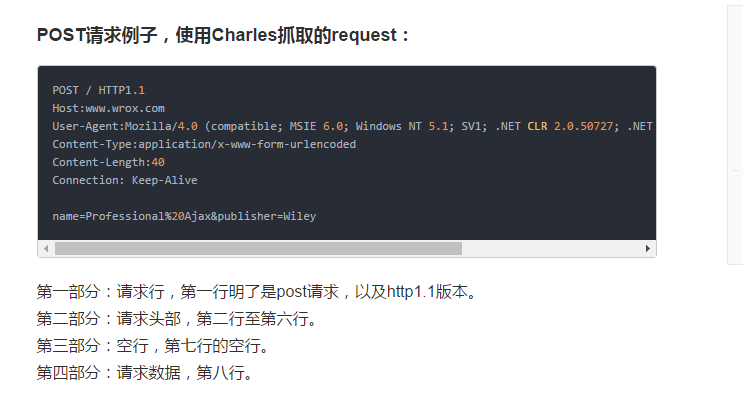 POST请求例子，使用Charles抓取的request：
POST / HTTP1.1
Host:www.wrox.com
User-Agent:Mozilla/4.0 (compatible; MSIE 6.0; Windows NT 5.1; SV1; .NET CLR 2.0.50727; .NET
Content-Type:application/x-www-form-urlencoded
Content-Length:40
Connection: Keep-Alive
name=Professional%20Ajax&publisher=Wiley
第一部分：请求行，第一行明了是post请求，以及http1.1版本。
第二部分：请求头部，第二行至第六行。
第三部分：空行，第七行的空行。
第四部分：请求数据，第八行。